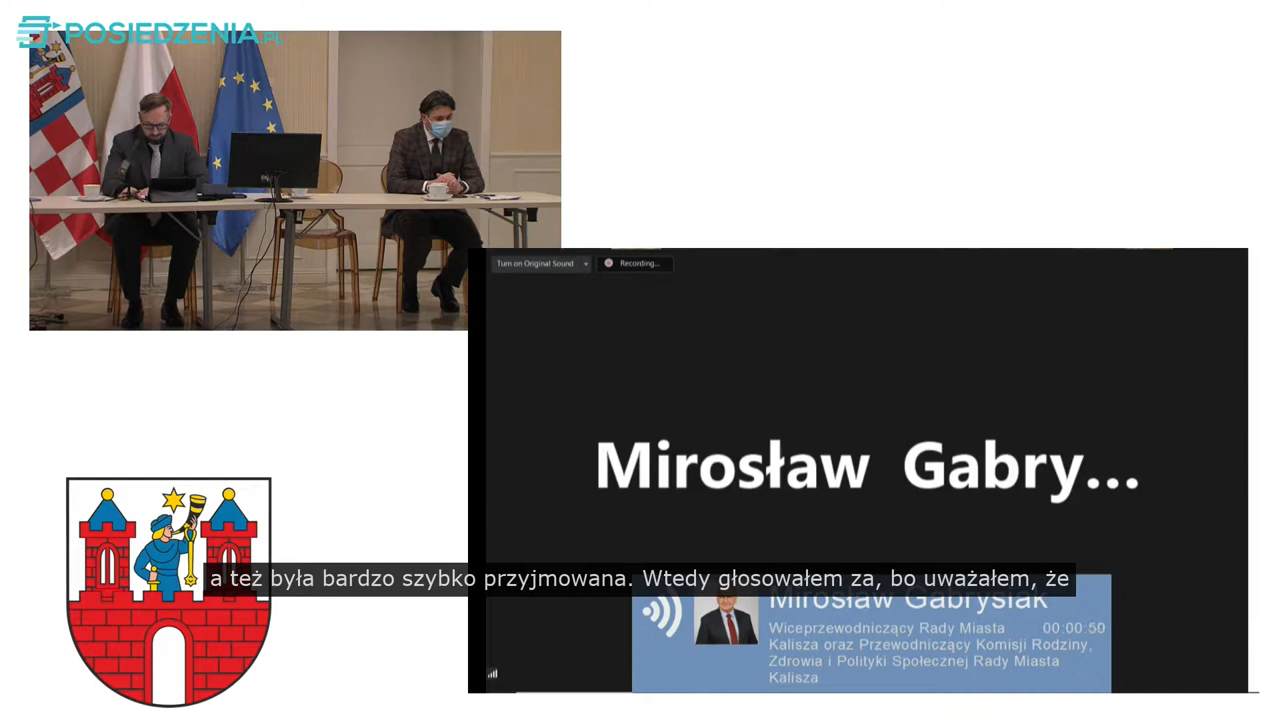 POSIEDZENIA.PL
Turn on Original Sound
Recording...
Mirosław Gabry...
a też była bardzo szybko przyjmowana. Wtedy głosowałem za, bo uważałem, że
Mirosław Gabrysiak
Wiceprzewodniczący Rady Miasta 00:00:50
Kalisza oraz Przewodniczący Komisji Rodziny,
Zdrowia i Polityki Społecznej Rady Miasta
Kalisza